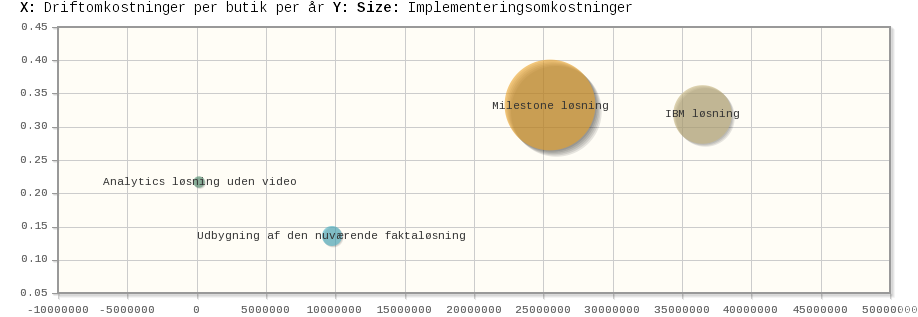 X: Driftomkostninger per butik per år Y: Size: Implementeringsomkostninger
0.45
0.40
0.35
Milestone løsning
IBM løsning
0.30
0.25
Analytics løsning uden video
0.20
0.15
Udbygning af den nuværende faktaløsning
0.10
0.05
-10000000 -5000000 0 5000000 10000000 15000000 20000000 25000000 30000000 35000000 40000000 45000000 50000000